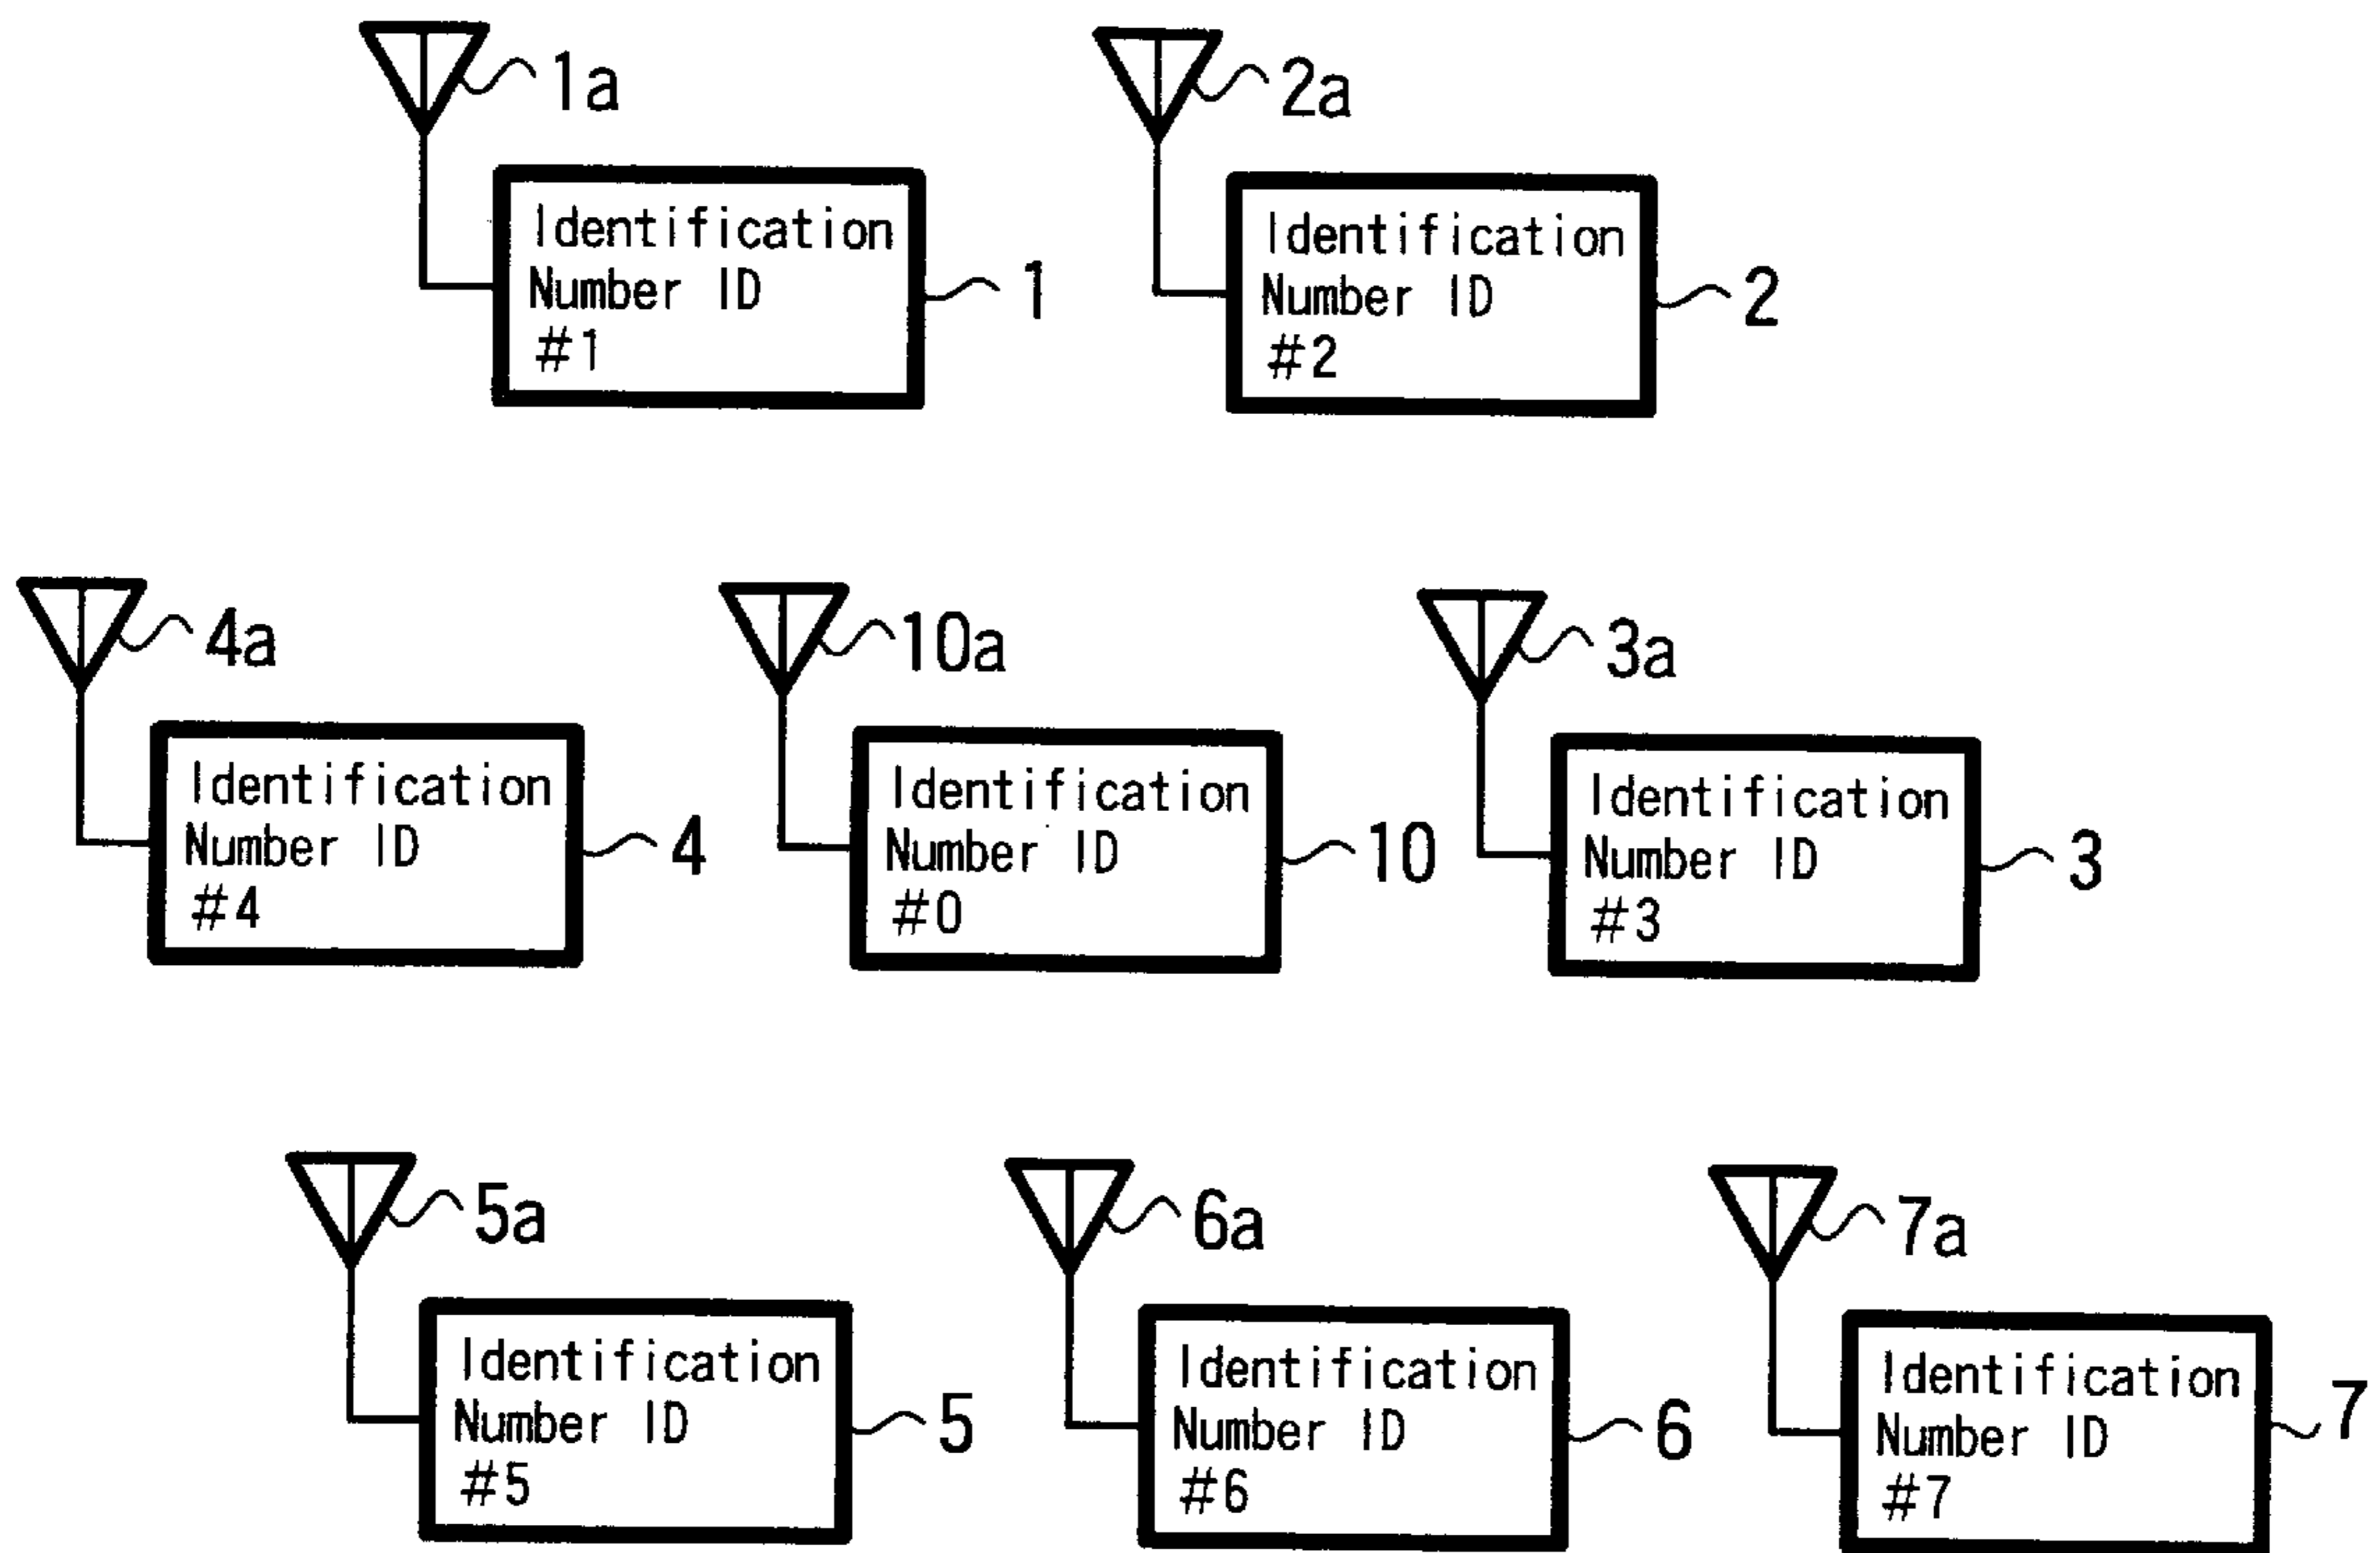 1a
2a
Identification
Number ID
#1
1
Identification
Number ID
#2
2
4a
10a
3a
Identification
Number ID
#4
4
Identification
Number ID
#0
10
Identification
Number ID
#3
3
5a
6a
7a
Identification
Number ID
#5
5
Identification
Number ID
#6
6
Identification
Number ID
#7
7